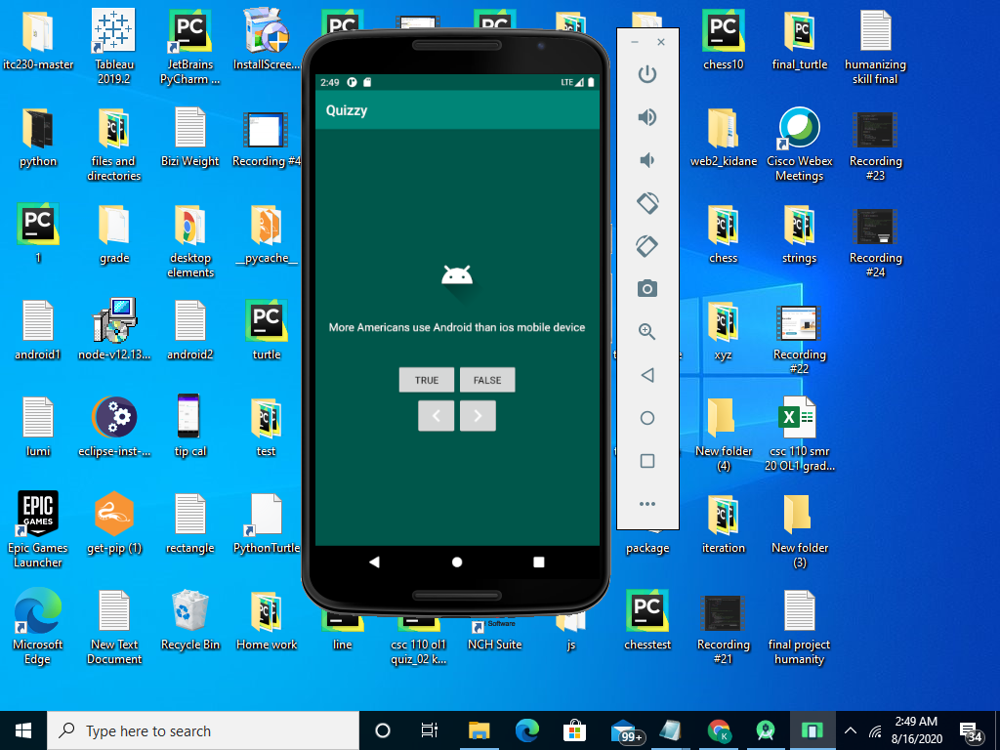 itc230-master
Tableau
2019.2
JetBrains
PyCharm ...
InstallScree...
chess10
final_turtle
humanizing
skill final
python
files and
directories
Bizi Weight
Recording #4
web2_kidane
Cisco Webex
Meetings
Recording
#23
1
grade
desktop
elements
__pycache__
chess
strings
Recording
#24
android1
node-v12.13...
android2
turtle
xyz
Recording
#22
lumi
eclipse-inst-...
tip cal
test
New folder
(4)
csc 110 smr
20 OL1 grad...
Epic Games
Launcher
get-pip (1)
rectangle
PythonTurtle
package
iteration
New folder
(3)
Microsoft
Edge
New Text
Document
Recycle Bin
Home work
line
csc 110 ol1
quiz_02 k...
Software
NCH Suite
js
chesstest
Recording
#21
final project
humanity
PC
EPIC
GAMES
2:49
LTE
Quizzy
More Americans use Android than ios mobile device
TRUE
FALSE
Type here to search
99+
K
2:49 AM
8/16/2020
34